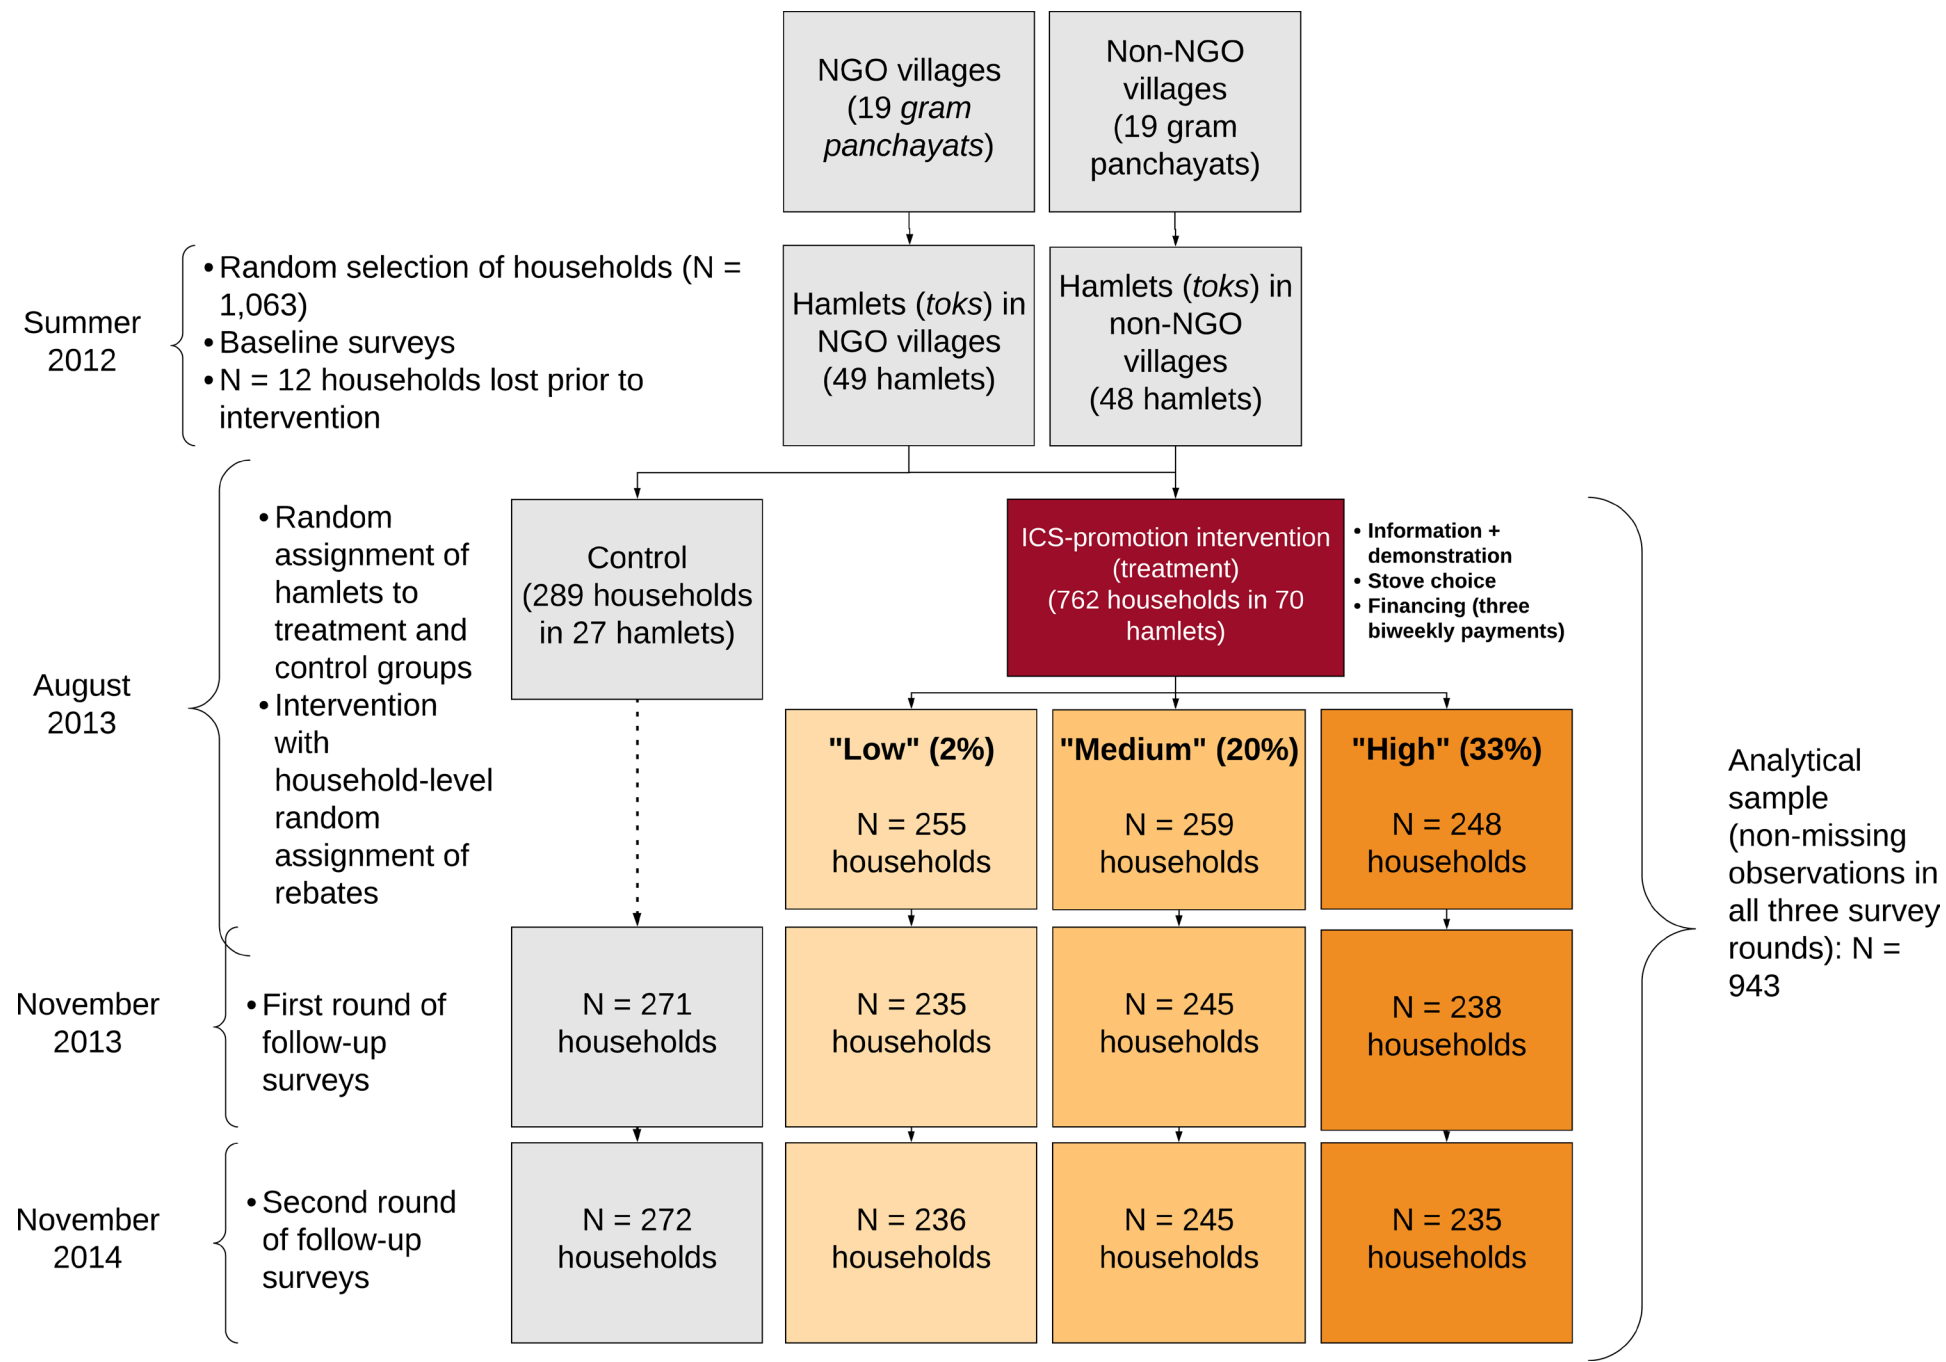 NGO villages
(19 gram
panchayats)
Non-NGO
villages
(19 gram
panchayats)
Summer
2012
• Random selection of households (N =
1,063)
• Baseline surveys
• N = 12 households lost prior to
intervention
Hamlets (toks) in
NGO villages
(49 hamlets)
Hamlets (toks) in
non-NGO
villages
(48 hamlets)
August
2013
• Random
assignment of
hamlets to
treatment and
control groups
• Intervention
with
household-level
random
assignment of
rebates
Control
(289 households
in 27 hamlets)
ICS-promotion intervention
(treatment)
(762 households in 70
hamlets)
• Information +
demonstration
• Stove choice
• Financing (three
biweekly payments)
"Low" (2%)
N = 255
households
"Medium" (20%)
N = 259
households
"High" (33%)
N = 248
households
Analytical
sample
(non-missing
observations in
all three survey
rounds): N =
943
November
2013
• First round of
follow-up
surveys
N = 271
households
N = 235
households
N = 245
households
N = 238
households
November
2014
• Second round
of follow-up
surveys
N = 272
households
N = 236
households
N = 245
households
N = 235
households